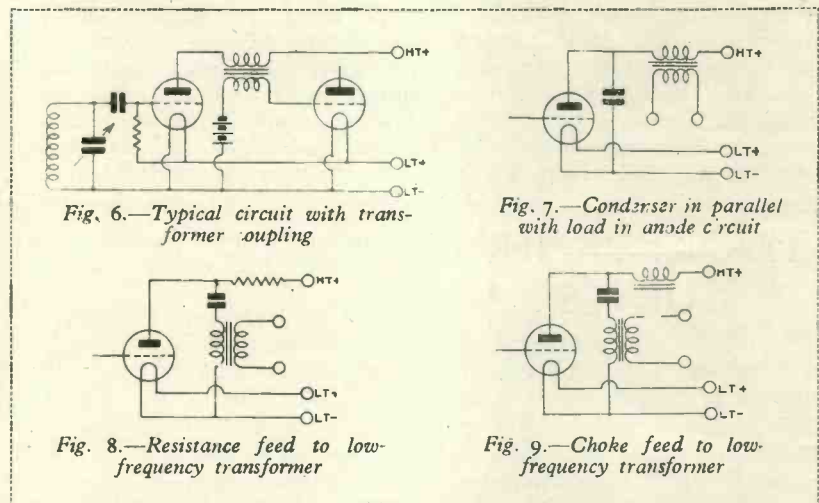 HT+
LT+
LT-
Fig. 6.—Typical circuit with trans-
former coupling
HT+
LT+
LT-
Fig. 7.—Condenser in parallel
with load in anode circuit
HT+
LT+
LT-
Fig. 8.—Resistance feed to low-
frequency transformer
HT+
LT+
LT-
Fig. 9.—Choke feed to low-
frequency transformer